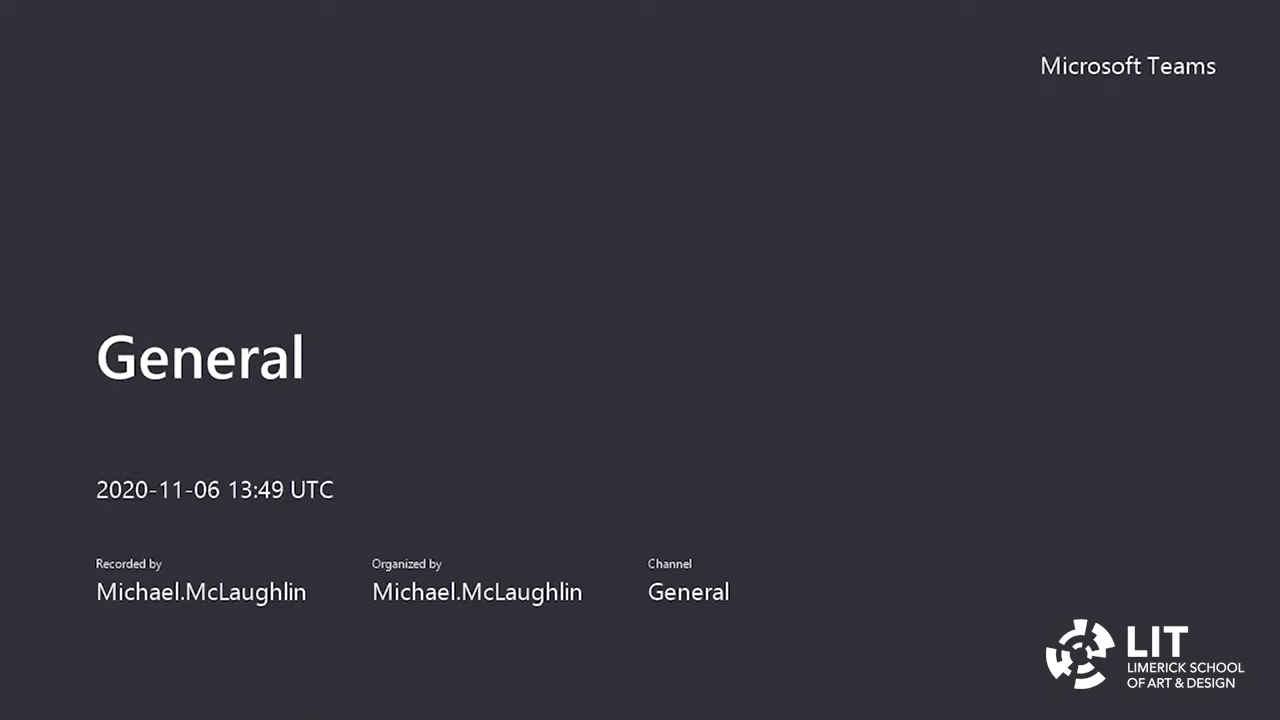 Microsoft Teams
General
2020-11-06 13:49 UTC
Recorded by
Michael.McLaughlin
Organized by
Michael.McLaughlin
Channel
General
LIT
LIMERICK SCHOOL
OF ART & DESIGN